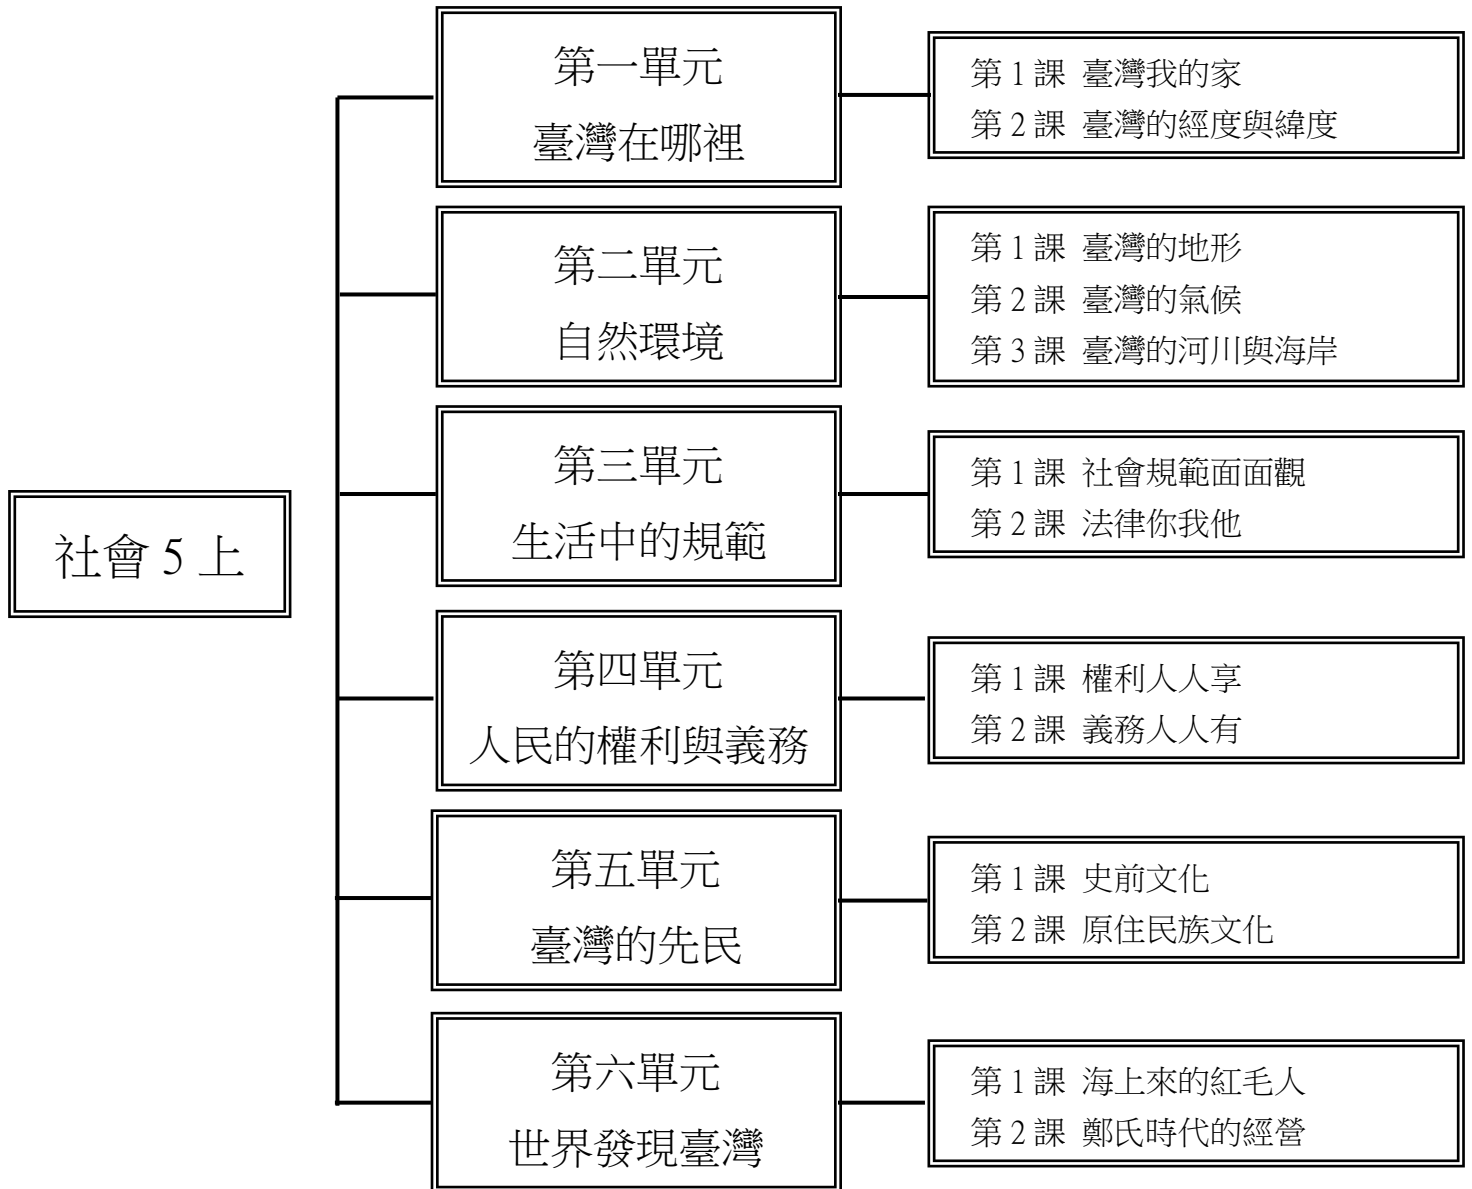 社會 5 上
第一單元
臺灣在哪裡
第 1 課 臺灣我的家
第 2 課 臺灣的經度與緯度
第二單元
自然環境
第 1 課 臺灣的地形
第 2 課 臺灣的氣候
第 3 課 臺灣的河川與海岸
第三單元
生活中的規範
第 1 課 社會規範面面觀
第 2 課 法律你我他
第四單元
人民的權利與義務
第 1 課 權利人人享
第 2 課 義務人人有
第五單元
臺灣的先民
第 1 課 史前文化
第 2 課 原住民族文化
第六單元
世界發現臺灣
第 1 課 海上來的紅毛人
第 2 課 鄭氏時代的經營